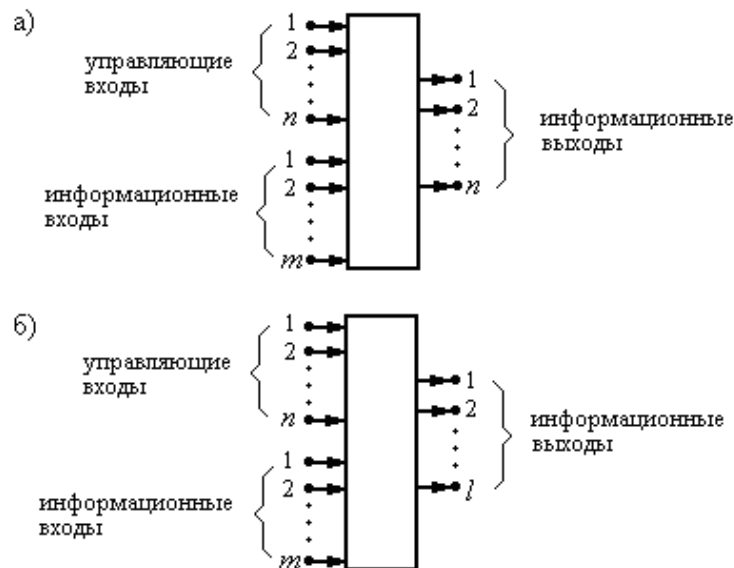 а)
управляющие
входы
1
2
n
информационные
входы
1
2
m
1
2
n
информационные
выходы
б)
управляющие
входы
1
2
n
информационные
входы
1
2
m
1
2
l
информационные
выходы